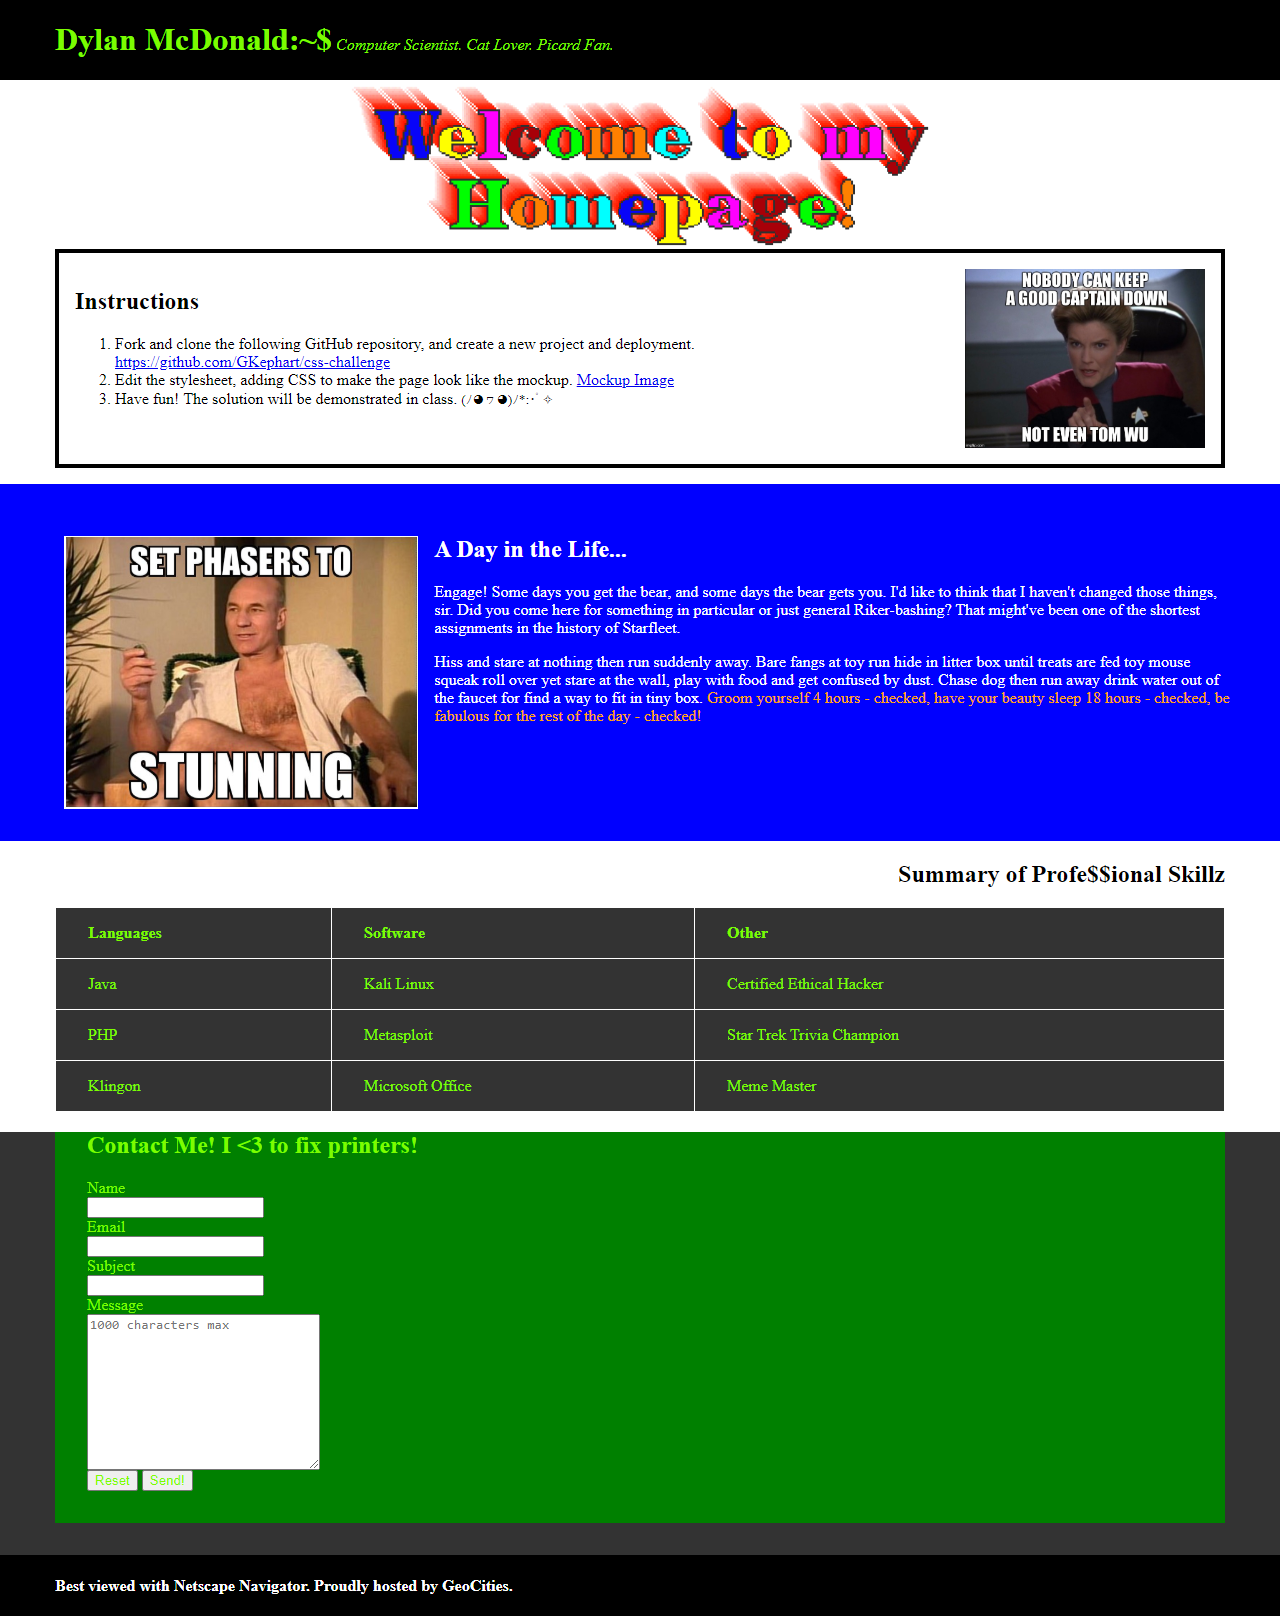 Dylan McDonald:~$ Computer Scientist. Cat Lover. Picard Fan.
Welcome to my
Homepage!
Instructions
1. Fork and clone the following GitHub repository, and create a new project and deployment.
https://github.com/GKephart/css-challenge
2. Edit the stylesheet, adding CSS to make the page look like the mockup. Mockup Image
3. Have fun! The solution will be demonstrated in class. (ﾉ◕ヮ◕)ﾉ*:･ﾟ✧
NOBODY CAN KEEP
A GOOD CAPTAIN DOWN
NOT EVEN TOM WU
SET PHASERS TO
STUNNING
A Day in the Life...
Engage! Some days you get the bear, and some days the bear gets you. I'd like to think that I haven't changed those things,
sir. Did you come here for something in particular or just general Riker-bashing? That might've been one of the shortest
assignments in the history of Starfleet.
Hiss and stare at nothing then run suddenly away. Bare fangs at toy run hide in litter box until treats are fed toy mouse
squeak roll over yet stare at the wall, play with food and get confused by dust. Chase dog then run away drink water out of
the faucet for find a way to fit in tiny box. Groom yourself 4 hours - checked, have your beauty sleep 18 hours - checked, be
fabulous for the rest of the day - checked!
Summary of Profe$$ional Skillz
Languages Software Other
Java Kali Linux Certified Ethical Hacker
PHP Metasploit Star Trek Trivia Champion
Klingon Microsoft Office Meme Master
Contact Me! I <3 to fix printers!
Name
Email
Subject
Message
1000 characters max
Reset Send!
Best viewed with Netscape Navigator. Proudly hosted by GeoCities.